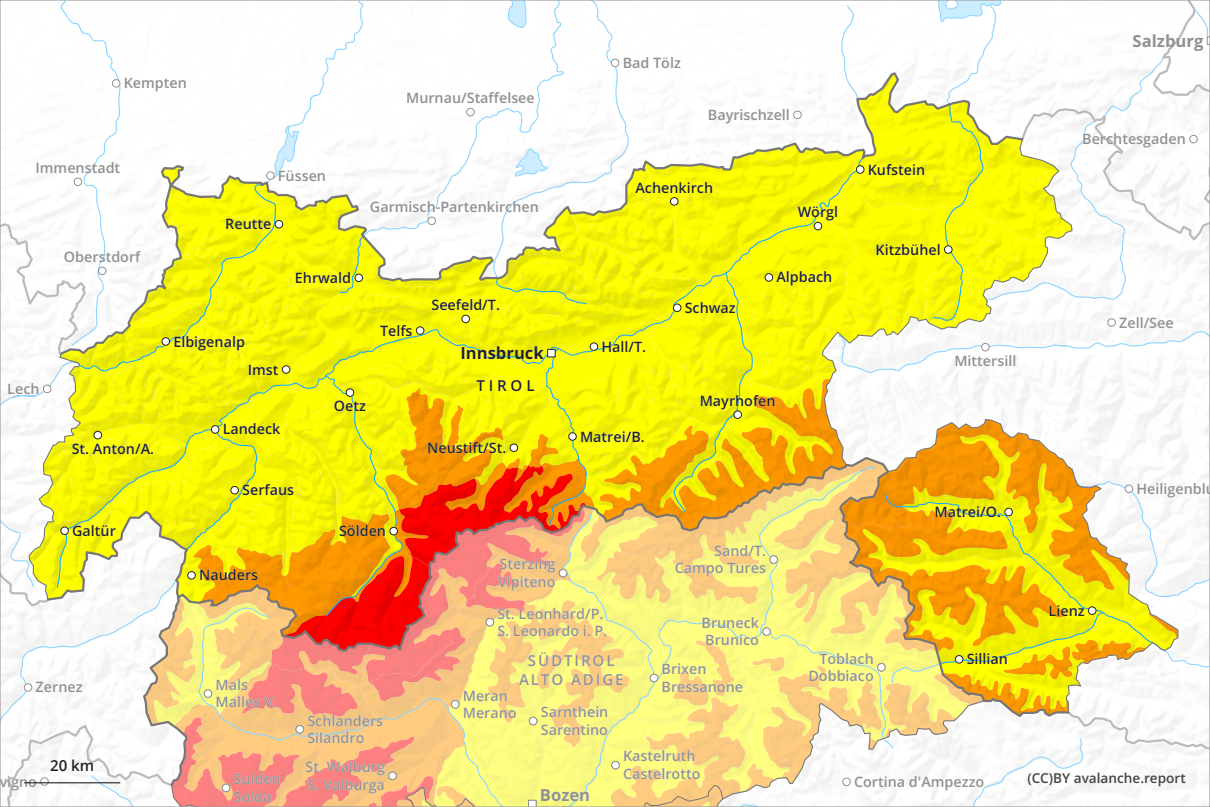 Salzburg
Bad Tölz
Kempten
Murnau/Staffelsee
Bayrischzell
Berchtesgaden
Immenstadt
Füssen
Kufstein
Achenkirch
Garmisch-Partenkirchen
Wörgl
Reutte
Kitzbühel
Oberstdorf
Ehrwald
Alpbach
Seefeld/T.
Schwaz
Telfs
Zell/See
Elbigenalp
Innsbruck
Hall/T.
Mittersill
Imst
TIROL
Lech
Oetz
Mayrhofen
Landeck
Matrei/B.
St. Anton/A.
Neustift/St.
Serfaus
Heiligenblu
Matrei/O.
Galtür
Sölden
Sand/T.
Campo Tures
Sterzing
Vipiteno
Nauders
Lienz
St. Leonhard/P.
S. Leonardo i. P.
Bruneck
Brunico
SÜDTIROL
ALTO ADIGE
Toblach
Dobbiaco
Sillian
Brixen
Bressanone
Zernez
Mals
Malles V
Meran
Merano
Sarnthein
Sarentino
Schlanders
Silandro
Kastelruth
Castelrotto
20 km
St. Walburg
S. Valburga
Sulden
Solda
vigno
Cortina d'Ampezzo
(CC)BY avalanche.report
Bozen